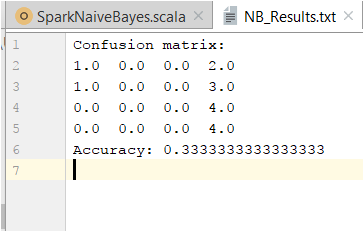 SparkNaiveBayes.scala NB_Results.txt
1 Confusion matrix:
2 1.0 0.0 0.0 2.0
3 1.0 0.0 0.0 3.0
4 0.0 0.0 0.0 4.0
5 0.0 0.0 0.0 4.0
6 Accuracy: 0.3333333333333333
7